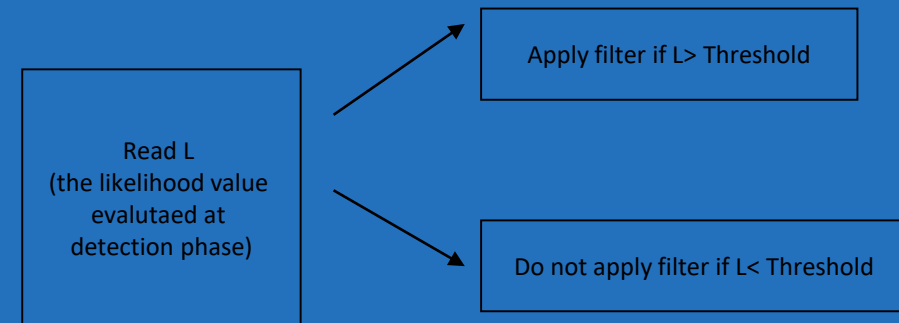 Apply filter if L> Threshold
Read L
(the likelihood value
evalutaed at
detection phase)
Do not apply filter if L< Threshold